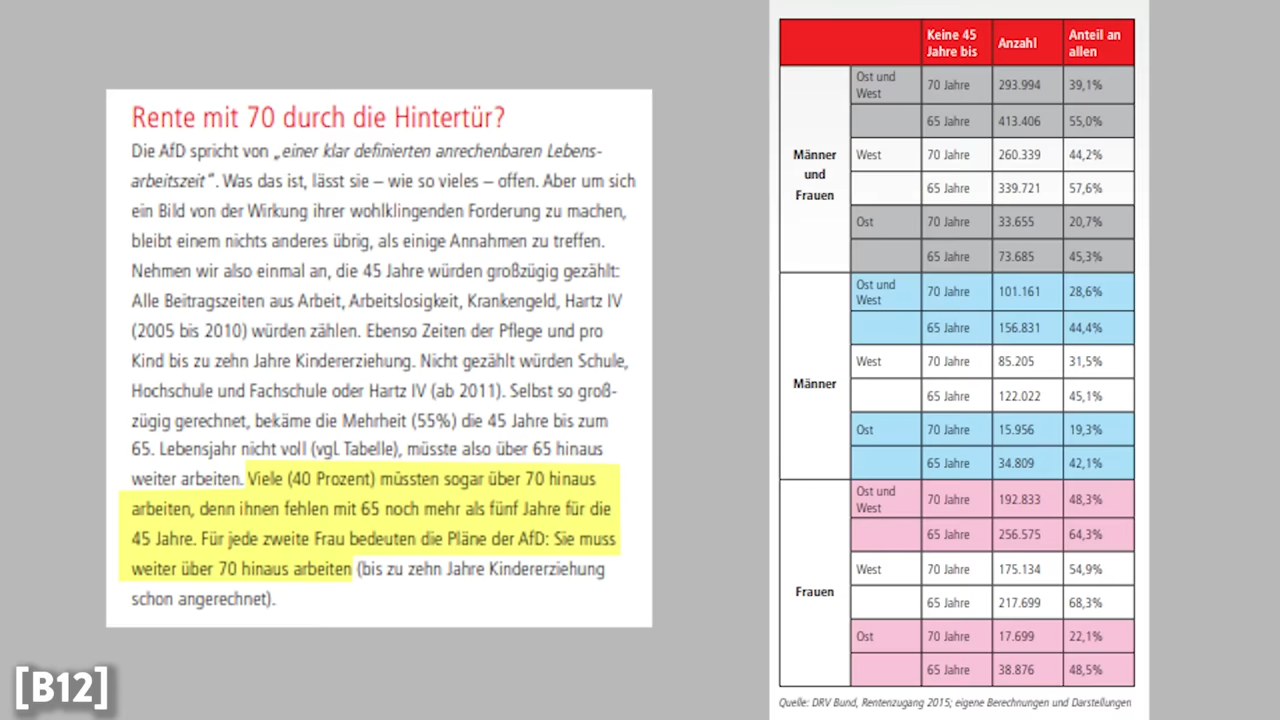 Rente mit 70 durch die Hintertür?
Die AfD spricht von „einer klar definierten anrechenbaren Lebens-
arbeitszeit“. Was das ist, lässt sie – wie so vieles – offen. Aber um sich
ein Bild von der Wirkung ihrer wohlklingenden Forderung zu machen,
bleibt einem nichts anderes übrig, als einige Annahmen zu treffen.
Nehmen wir also einmal an, die 45 Jahre würden großzügig gezählt:
Alle Beitragszeiten aus Arbeit, Arbeitslosigkeit, Krankengeld, Hartz IV
(2005 bis 2010) würden zählen. Ebenso Zeiten der Pflege und pro
Kind bis zu zehn Jahre Kindererziehung. Nicht gezählt würden Schule,
Hochschule und Fachschule oder Hartz IV (ab 2011). Selbst so groß-
zügig gerechnet, bekäme die Mehrheit (55%) die 45 Jahre bis zum
65. Lebensjahr nicht voll (vgl. Tabelle), müsste also über 65 hinaus
weiter arbeiten. Viele (40 Prozent) müssten sogar über 70 hinaus
arbeiten, denn ihnen fehlen mit 65 noch mehr als fünf Jahre für die
45 Jahre. Für jede zweite Frau bedeuten die Pläne der AfD: Sie muss
weiter über 70 hinaus arbeiten (bis zu zehn Jahre Kindererziehung
schon angerechnet).
[B12]
Keine 45 Jahre bis Anzahl Anteil an allen
Männer und Frauen
Ost und West 70 Jahre 293.994 39,1%
65 Jahre 413.406 55,0%
West 70 Jahre 260.339 44,2%
65 Jahre 339.721 57,6%
Ost 70 Jahre 33.655 20,7%
65 Jahre 73.685 45,3%
Männer
Ost und West 70 Jahre 101.161 28,6%
65 Jahre 156.831 44,4%
West 70 Jahre 85.205 31,5%
65 Jahre 122.022 45,1%
Ost 70 Jahre 15.956 19,3%
65 Jahre 34.809 42,1%
Frauen
Ost und West 70 Jahre 192.833 48,3%
65 Jahre 256.575 64,3%
West 70 Jahre 175.134 54,9%
65 Jahre 217.699 68,3%
Ost 70 Jahre 17.699 22,1%
65 Jahre 38.876 48,5%
Quelle: DRV Bund, Rentenzugang 2015; eigene Berechnungen und Darstellungen